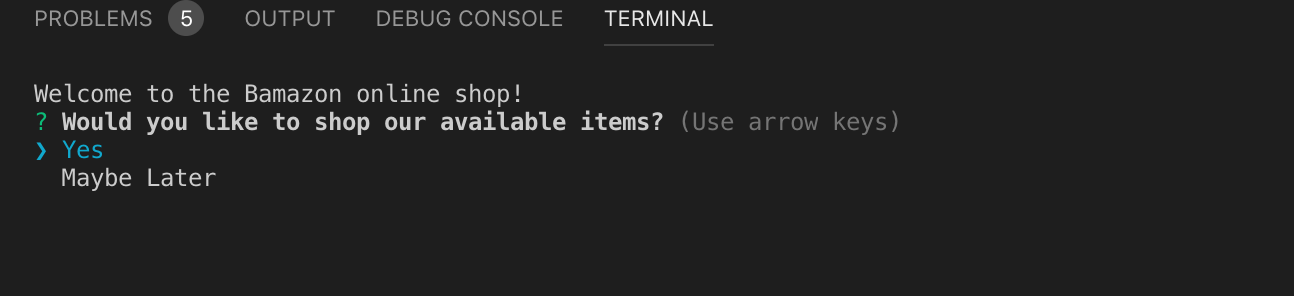 PROBLEMS 5 OUTPUT DEBUG CONSOLE TERMINAL
Welcome to the Bamazon online shop!
? Would you like to shop our available items? (Use arrow keys)
❯ Yes
Maybe Later